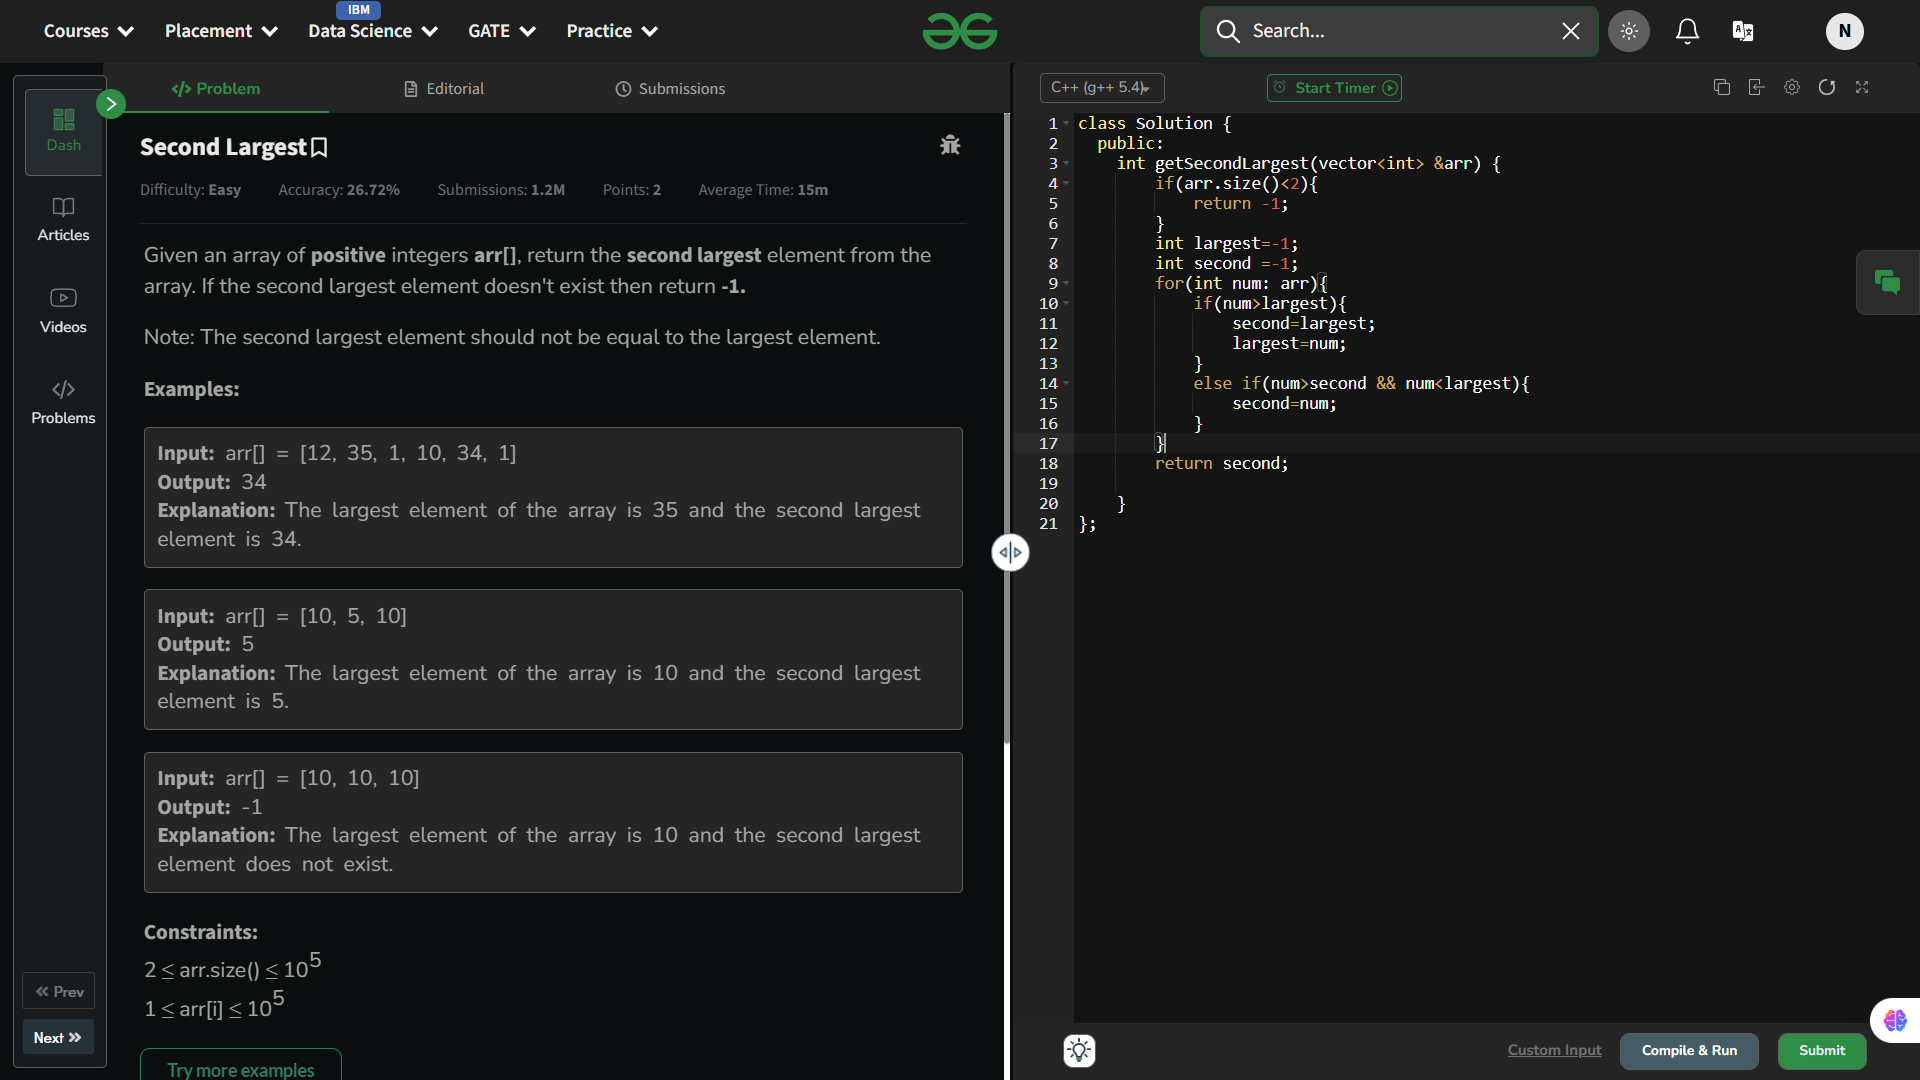 IBM
Courses Placement Data Science GATE Practice Search... N
Problem Editorial Submissions
Dash
Articles
Videos
Problems
Prev
Next
Second Largest
Difficulty: Easy Accuracy: 26.72% Submissions: 1.2M Points: 2 Average Time: 15m
Given an array of positive integers arr[], return the second largest element from the
array. If the second largest element doesn't exist then return -1.
Note: The second largest element should not be equal to the largest element.
Examples:
Input: arr[] = [12, 35, 1, 10, 34, 1]
Output: 34
Explanation: The largest element of the array is 35 and the second largest
element is 34.
Input: arr[] = [10, 5, 10]
Output: 5
Explanation: The largest element of the array is 10 and the second largest
element is 5.
Input: arr[] = [10, 10, 10]
Output: -1
Explanation: The largest element of the array is 10 and the second largest
element does not exist.
Constraints:
2 ≤ arr.size() ≤ 10^5
1 ≤ arr[i] ≤ 10^5
Try more examples
C++ (g++ 5.4) Start Timer
1 class Solution {
2 public:
3 int getSecondLargest(vector<int> &arr) {
4 if(arr.size()<2){
5 return -1;
6 }
7 int largest=-1;
8 int second =-1;
9 for(int num: arr){
10 if(num>largest){
11 second=largest;
12 largest=num;
13 }
14 else if(num>second && num<largest){
15 second=num;
16 }
17 }
18 return second;
19
20 }
21 };
Custom Input Compile & Run Submit